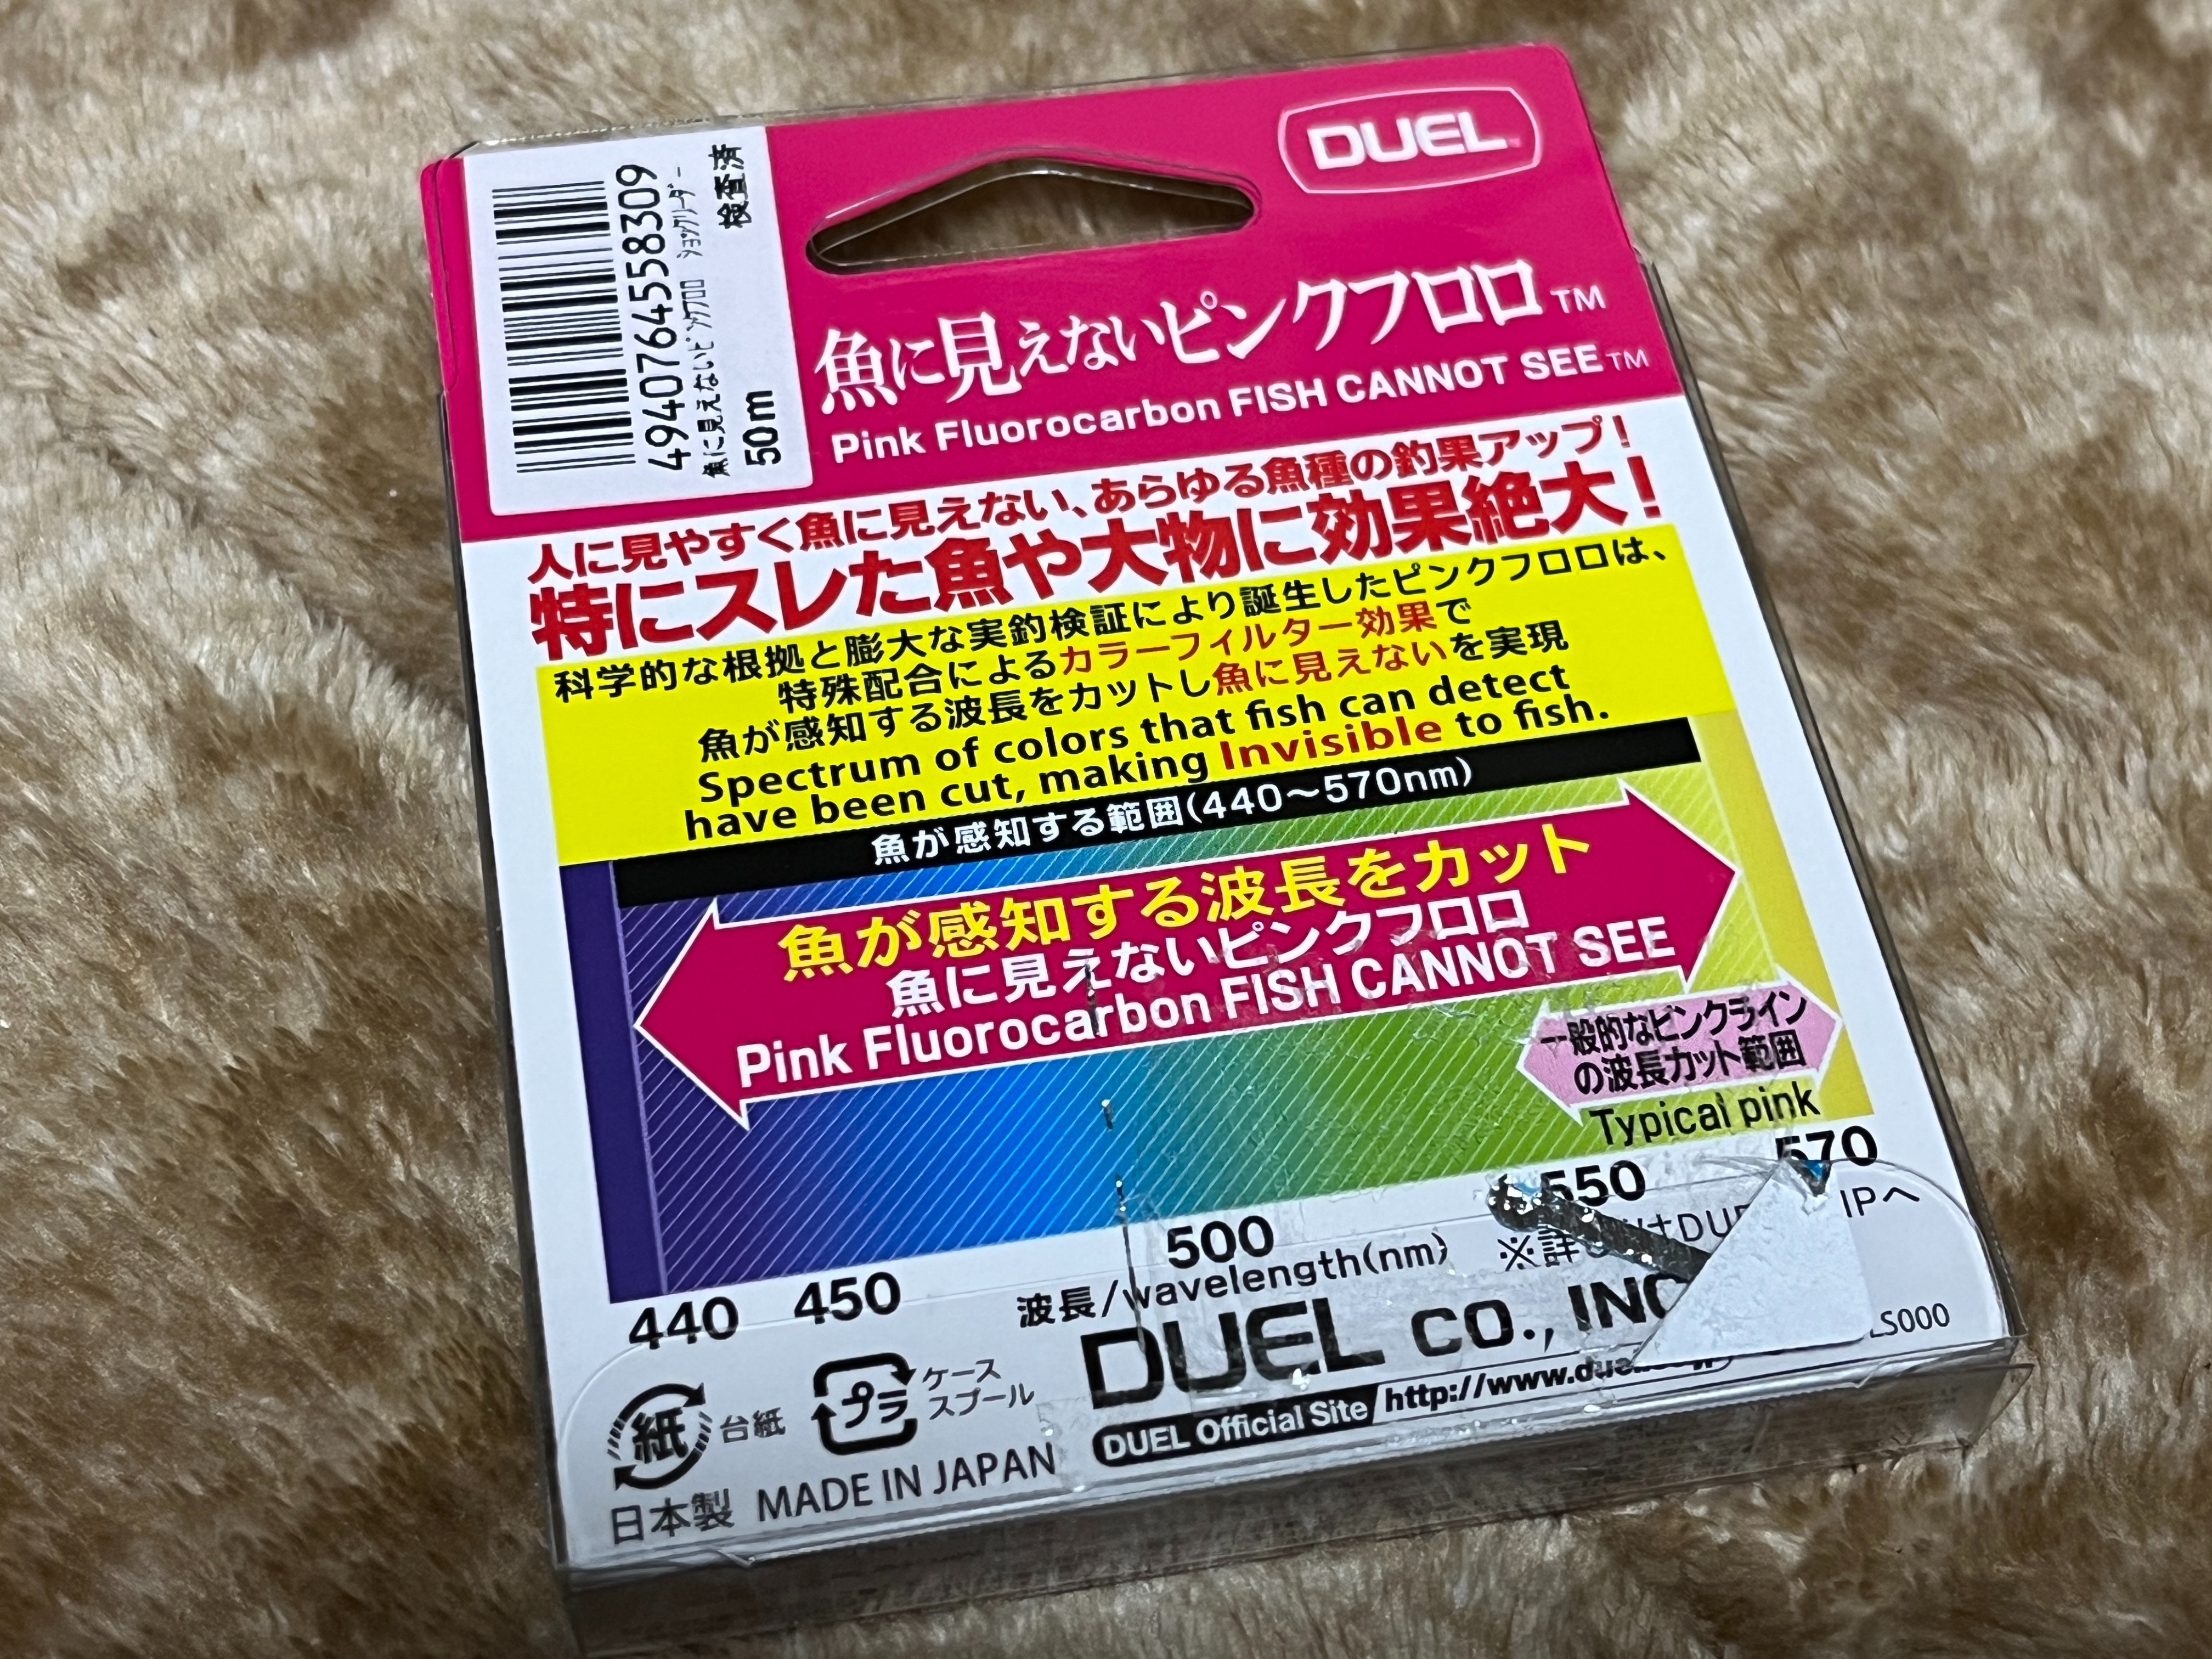 DUEL
4940764558309
魚に見えないピンクフロロ ショックリーダー
50m 検査済
魚に見えないピンクフロロ TM
Pink Fluorocarbon FISH CANNOT SEE TM
人に見やすく魚に見えない、あらゆる魚種の釣果アップ!
特にスレた魚や大物に効果絶大!
科学的な根拠と膨大な実釣検証により誕生したピンクフロロは、
特殊配合によるカラーフィルター効果で
魚が感知する波長をカットし魚に見えないを実現
Spectrum of colors that fish can detect
have been cut, making Invisible to fish.
魚が感知する範囲(440〜570nm)
魚が感知する波長をカット
魚に見えないピンクフロロ
Pink Fluorocarbon FISH CANNOT SEE
一般的なピンクライン
の波長カット範囲
Typical pink
440 450 500 550 570
波長/wavelength(nm)
※詳 IPへ
DUEL CO., INC
DUEL Official Site http://www.duel
LS000
紙 台紙
プラ ケース
スプール
日本製 MADE IN JAPAN